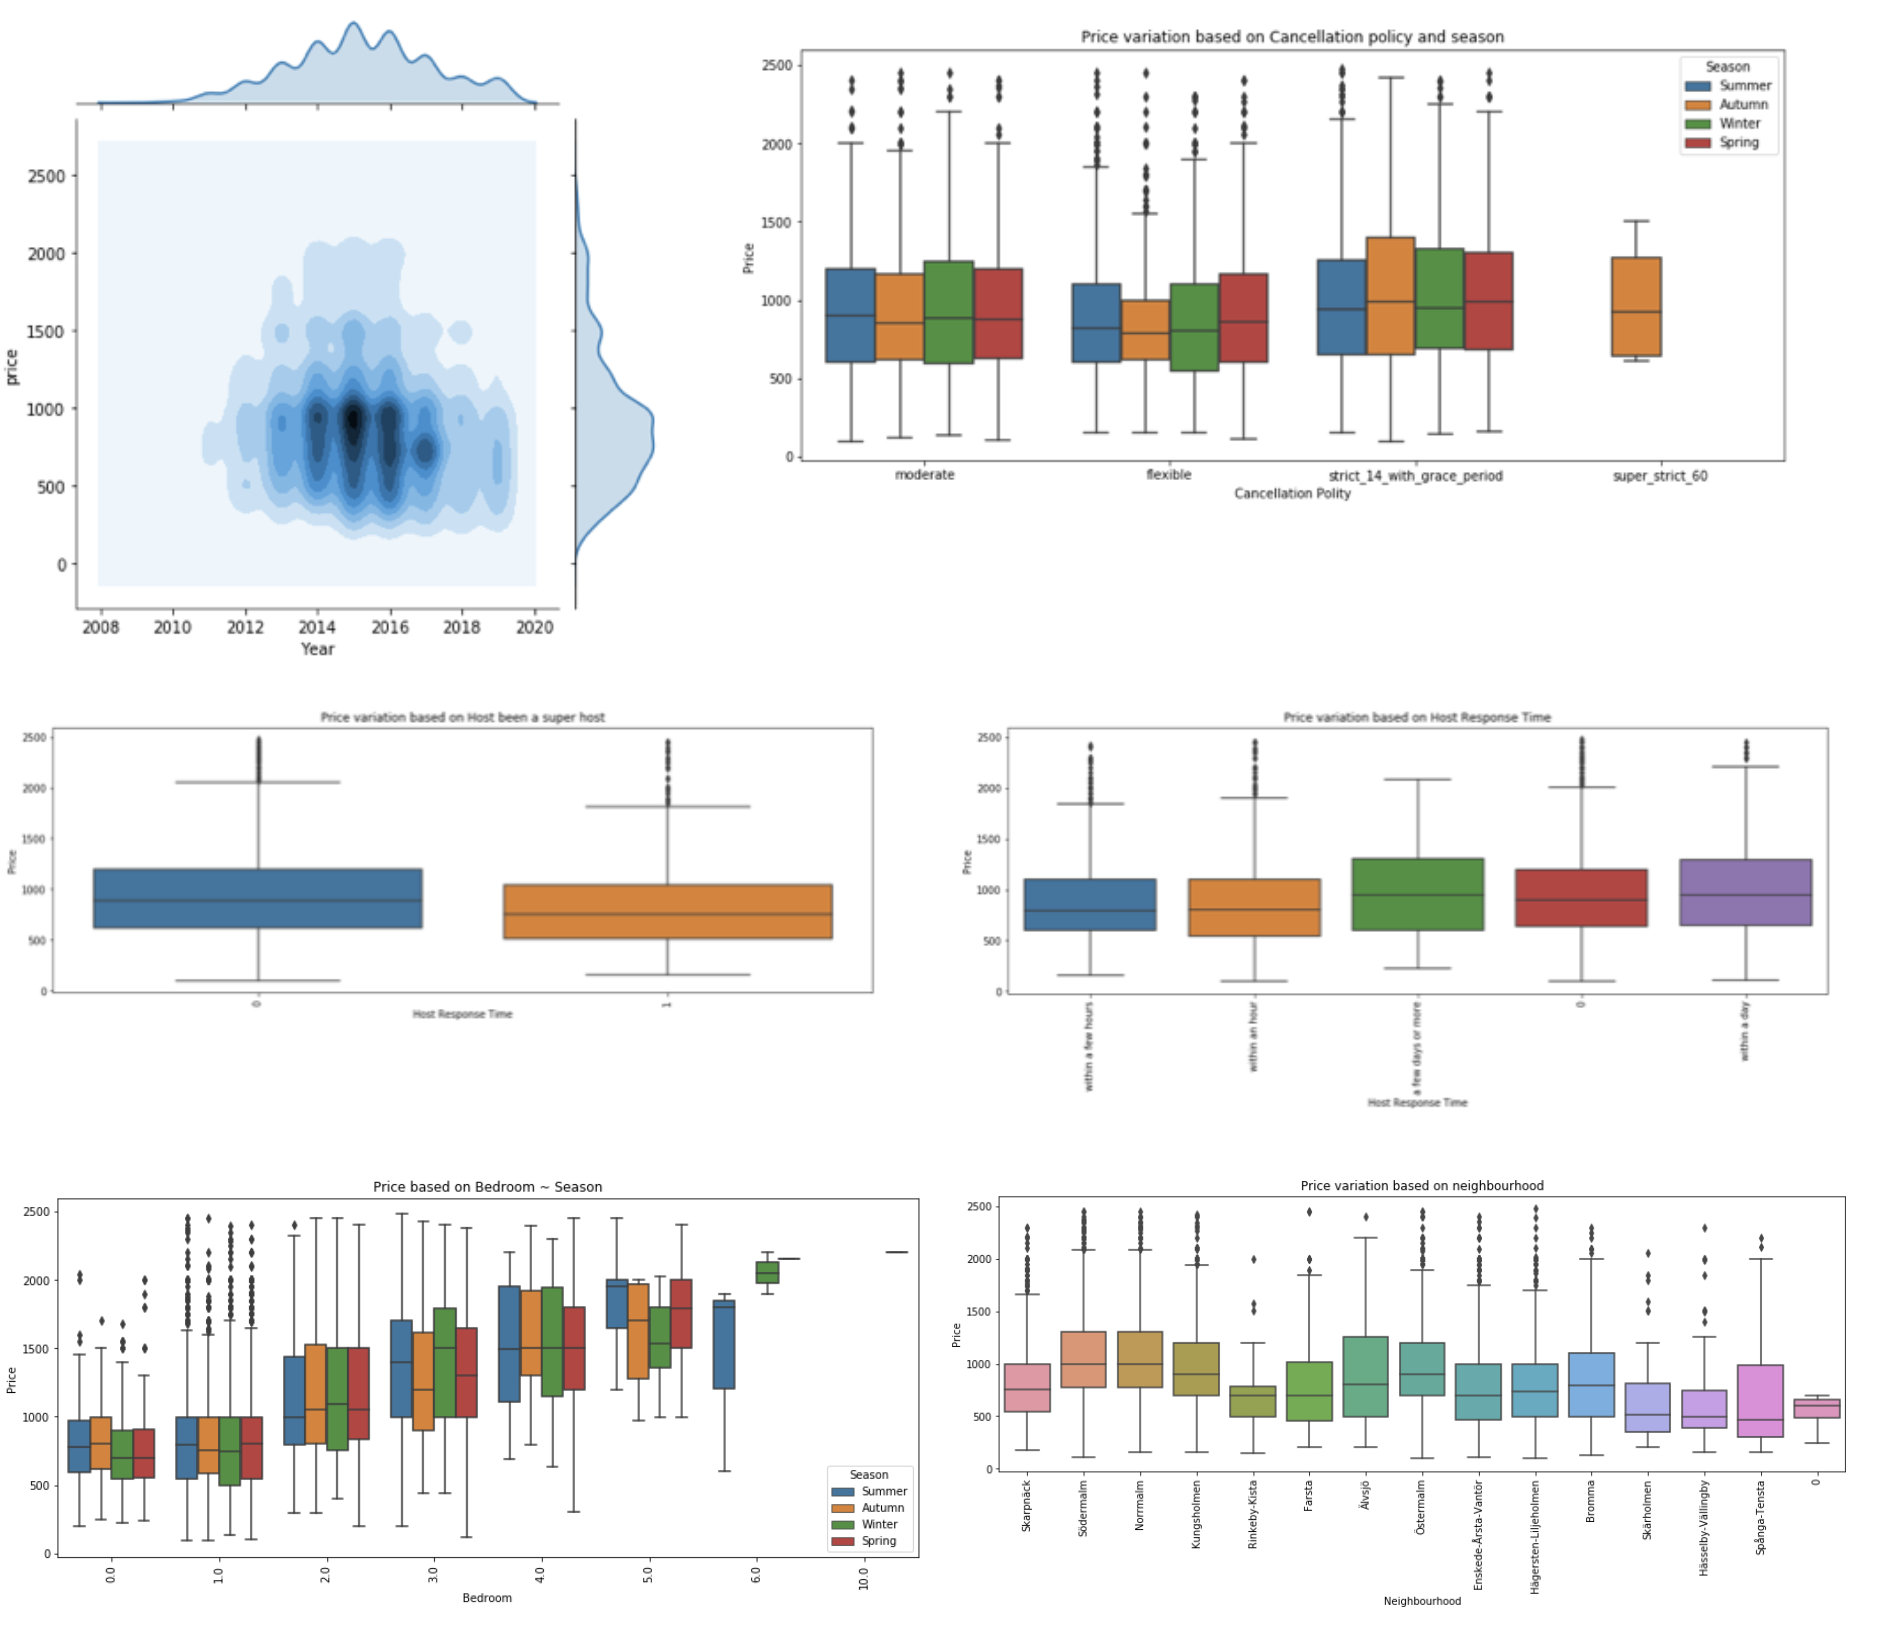 2500
2000
1500
1000
500
0
price
2008 2010 2012 2014 2016 2018 2020
Year
Price variation based on Cancellation policy and season
2500
2000
1500
1000
500
0
Price
Season
Summer
Autumn
Winter
Spring
moderate flexible strict_14_with_grace_period super_strict_60
Cancellation Polity
Price variation based on Host been a super host
2500
2000
1500
1000
500
0
Price
0 1
Host Response Time
Price variation based on Host Response Time
2500
2000
1500
1000
500
0
Price
within a few hours
within an hour
a few days or more
0
within a day
Host Response Time
Price based on Bedroom ~ Season
2500
2000
1500
1000
500
0
Price
Season
Summer
Autumn
Winter
Spring
0.0 1.0 2.0 3.0 4.0 5.0 6.0 10.0
Bedroom
Price variation based on neighbourhood
2500
2000
1500
1000
500
0
Price
Skarpnäck
Södermalm
Norrmalm
Kungsholmen
Rinkeby-Kista
Farsta
Älvsjö
Östermalm
Enskede-Årsta-Vantör
Hägersten-Liljeholmen
Bromma
Skärholmen
Hässelby-Vällingby
Spånga-Tensta
0
Neighbourhood